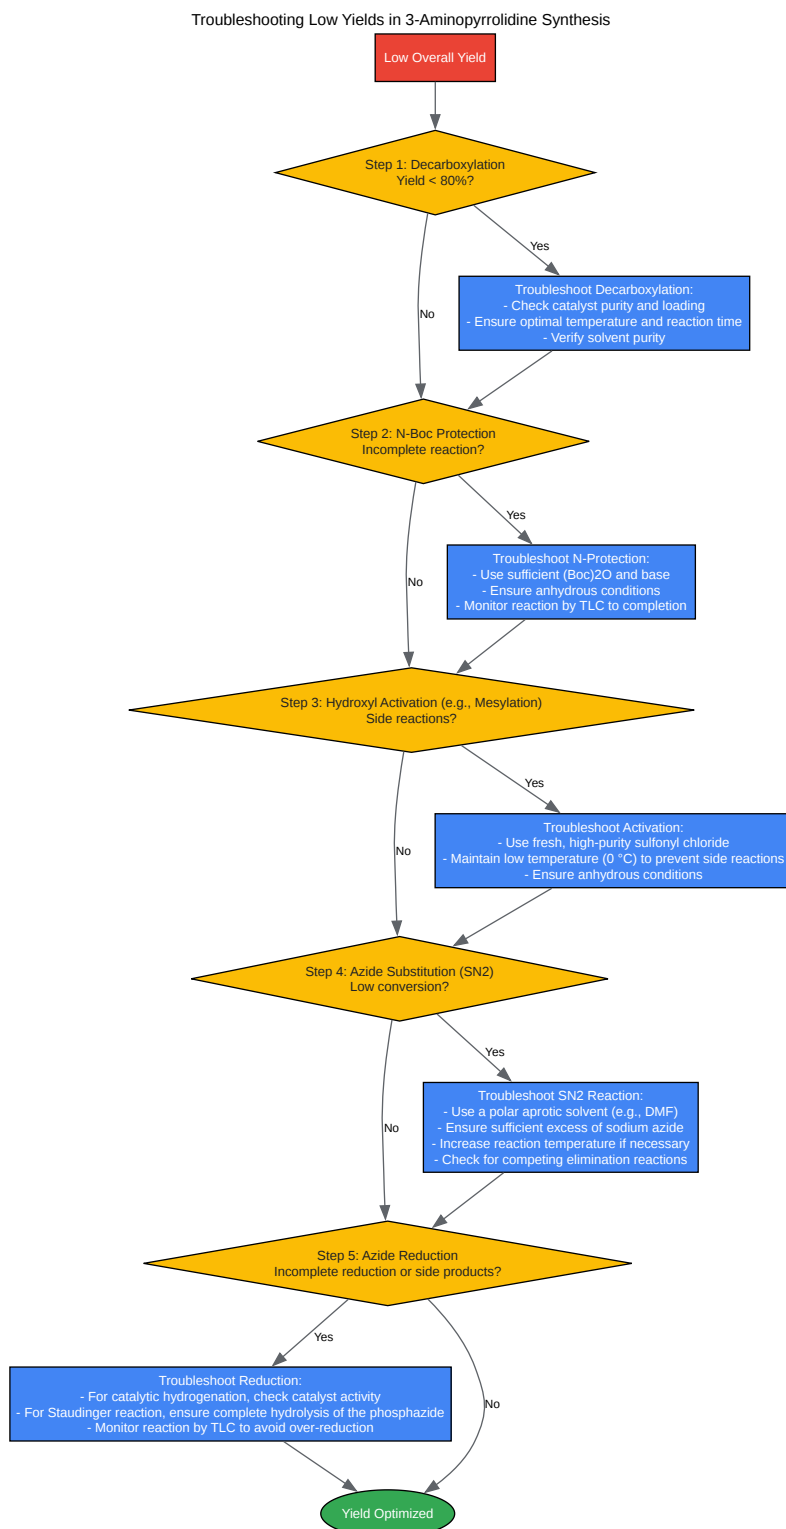 Troubleshooting Low Yields in 3-Aminopyrrolidine Synthesis
Low Overall Yield
Step 1: Decarboxylation
Yield < 80%?
Yes
Troubleshoot Decarboxylation:
- Check catalyst purity and loading
- Ensure optimal temperature and reaction time
- Verify solvent purity
No
Step 2: N-Boc Protection
Incomplete reaction?
Yes
Troubleshoot N-Protection:
- Use sufficient (Boc)2O and base
- Ensure anhydrous conditions
- Monitor reaction by TLC to completion
No
Step 3: Hydroxyl Activation (e.g., Mesylation)
Side reactions?
Yes
Troubleshoot Activation:
- Use fresh, high-purity sulfonyl chloride
- Maintain low temperature (0 °C) to prevent side reactions
- Ensure anhydrous conditions
No
Step 4: Azide Substitution (SN2)
Low conversion?
Yes
Troubleshoot SN2 Reaction:
- Use a polar aprotic solvent (e.g., DMF)
- Ensure sufficient excess of sodium azide
- Increase reaction temperature if necessary
- Check for competing elimination reactions
No
Step 5: Azide Reduction
Incomplete reduction or side products?
Yes
Troubleshoot Reduction:
- For catalytic hydrogenation, check catalyst activity
- For Staudinger reaction, ensure complete hydrolysis of the phosphazide
- Monitor reaction by TLC to avoid over-reduction
No
Yield Optimized